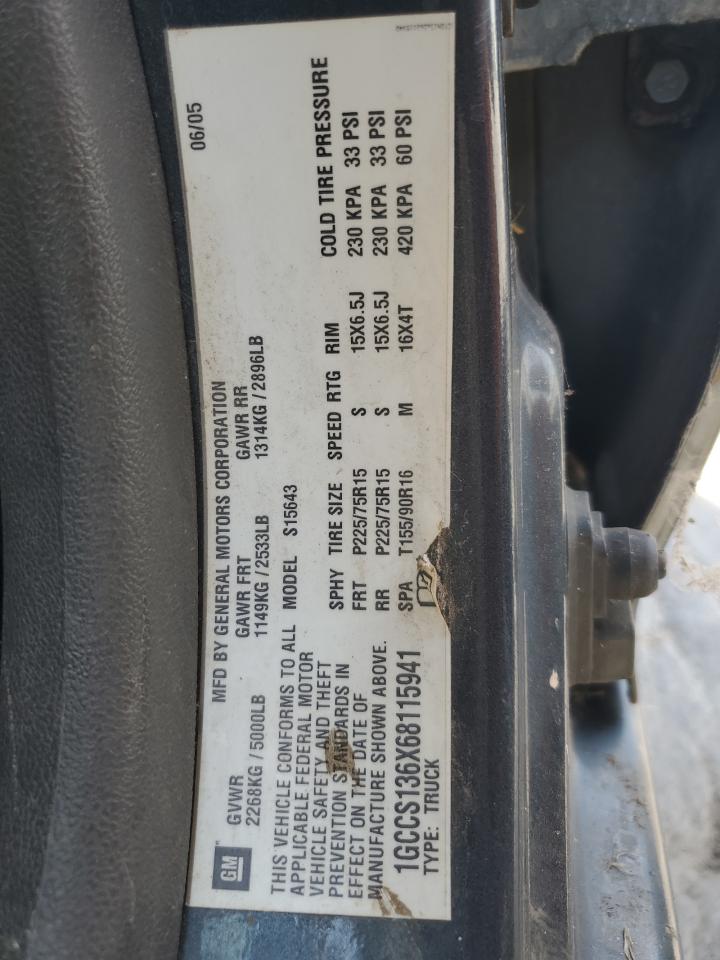 06/05
MFD BY GENERAL MOTORS CORPORATION
GM
GVWR GAWR FRT GAWR RR
2268KG / 5000LB 1149KG / 2533LB 1314KG / 2896LB
THIS VEHICLE CONFORMS TO ALL MODEL S15643
APPLICABLE FEDERAL MOTOR
VEHICLE SAFETY AND THEFT
PREVENTION STANDARDS IN
EFFECT ON THE DATE OF
MANUFACTURE SHOWN ABOVE.
SPHY TIRE SIZE SPEED RTG RIM COLD TIRE PRESSURE
FRT P225/75R15 S 15X6.5J 230 KPA 33 PSI
RR P225/75R15 S 15X6.5J 230 KPA 33 PSI
SPA T155/90R16 M 16X4T 420 KPA 60 PSI
1GCCS136X68115941
TYPE: TRUCK